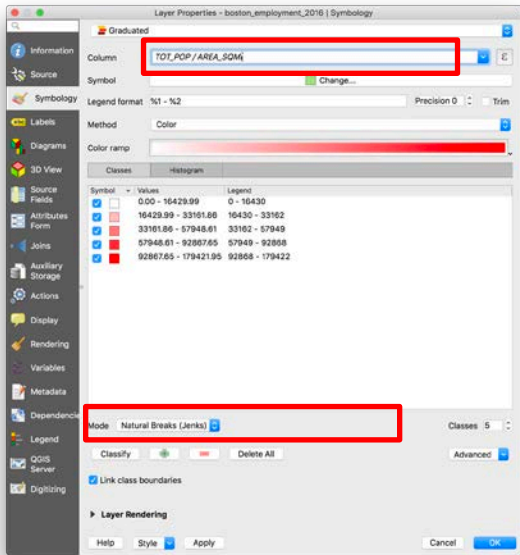 Layer Properties - boston_employment_2016 | Symbology
Graduated
Information
Source
Symbology
Labels
Diagrams
3D View
Source Fields
Attributes Form
Joins
Auxiliary Storage
Actions
Display
Rendering
Variables
Metadata
Dependencie
Legend
QGIS Server
Digitizing
Column TOT_POP / AREA_SQMI ε
Symbol Change...
Legend format %1 - %2 Precision 0 Trim
Method Color
Color ramp
Classes Histogram
Symbol Values Legend
0.00 - 16429.99 0 - 16430
16429.99 - 33161.86 16430 - 33162
33161.86 - 57948.61 33162 - 57949
57948.61 - 92867.65 57949 - 92868
92867.65 - 179421.95 92868 - 179422
Mode Natural Breaks (Jenks) Classes 5
Classify Delete All Advanced
Link class boundaries
Layer Rendering
Help Style Apply Cancel OK